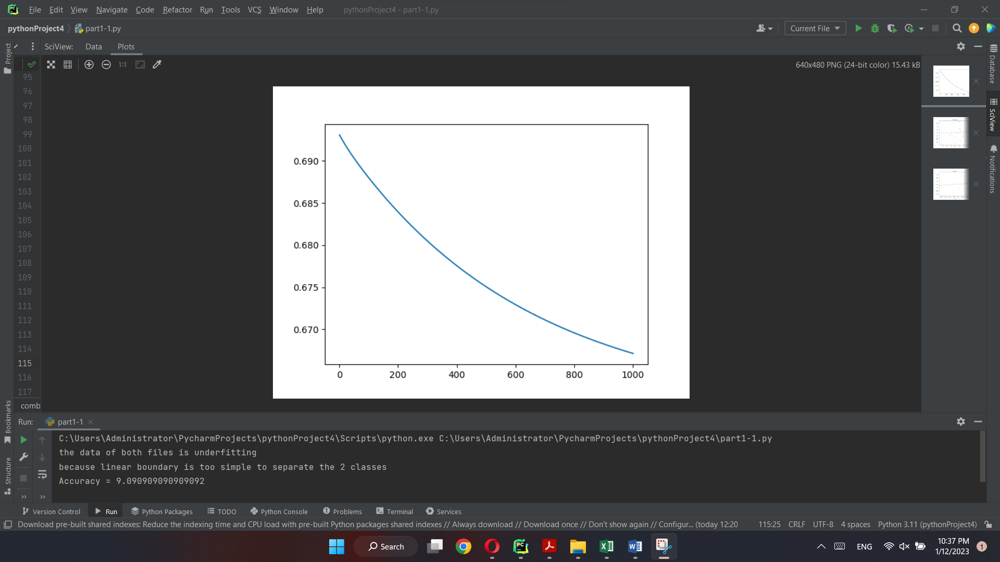 File Edit View Navigate Code Refactor Run Tools VCS Window Help pythonProject4 - part1-1.py
pythonProject4 part1-1.py Current File
Project
SciView: Data Plots
640x480 PNG (24-bit color) 15.43 kB
1:1
95
96
97
98
99
100
101
102
103
104
105
106
107
108
109
110
111
112
113
114
115
116
117
comb
0.690
0.685
0.680
0.675
0.670
0 200 400 600 800 1000
Database
SciView
Notifications
Bookmarks
Structure
Run: part1-1
C:\Users\Administrator\PycharmProjects\pythonProject4\Scripts\python.exe C:\Users\Administrator\PycharmProjects\pythonProject4\part1-1.py
the data of both files is underfitting
because linear boundary is too simple to separate the 2 classes
Accuracy = 9.090909090909092
Version Control Run Python Packages TODO Python Console Problems Terminal Services
Download pre-built shared indexes: Reduce the indexing time and CPU load with pre-built Python packages shared indexes // Always download // Download once // Don't show again // Configur... (today 12:20 115:25 CRLF UTF-8 4 spaces Python 3.11 (pythonProject4)
Search
ENG
10:37 PM
1/12/2023
1